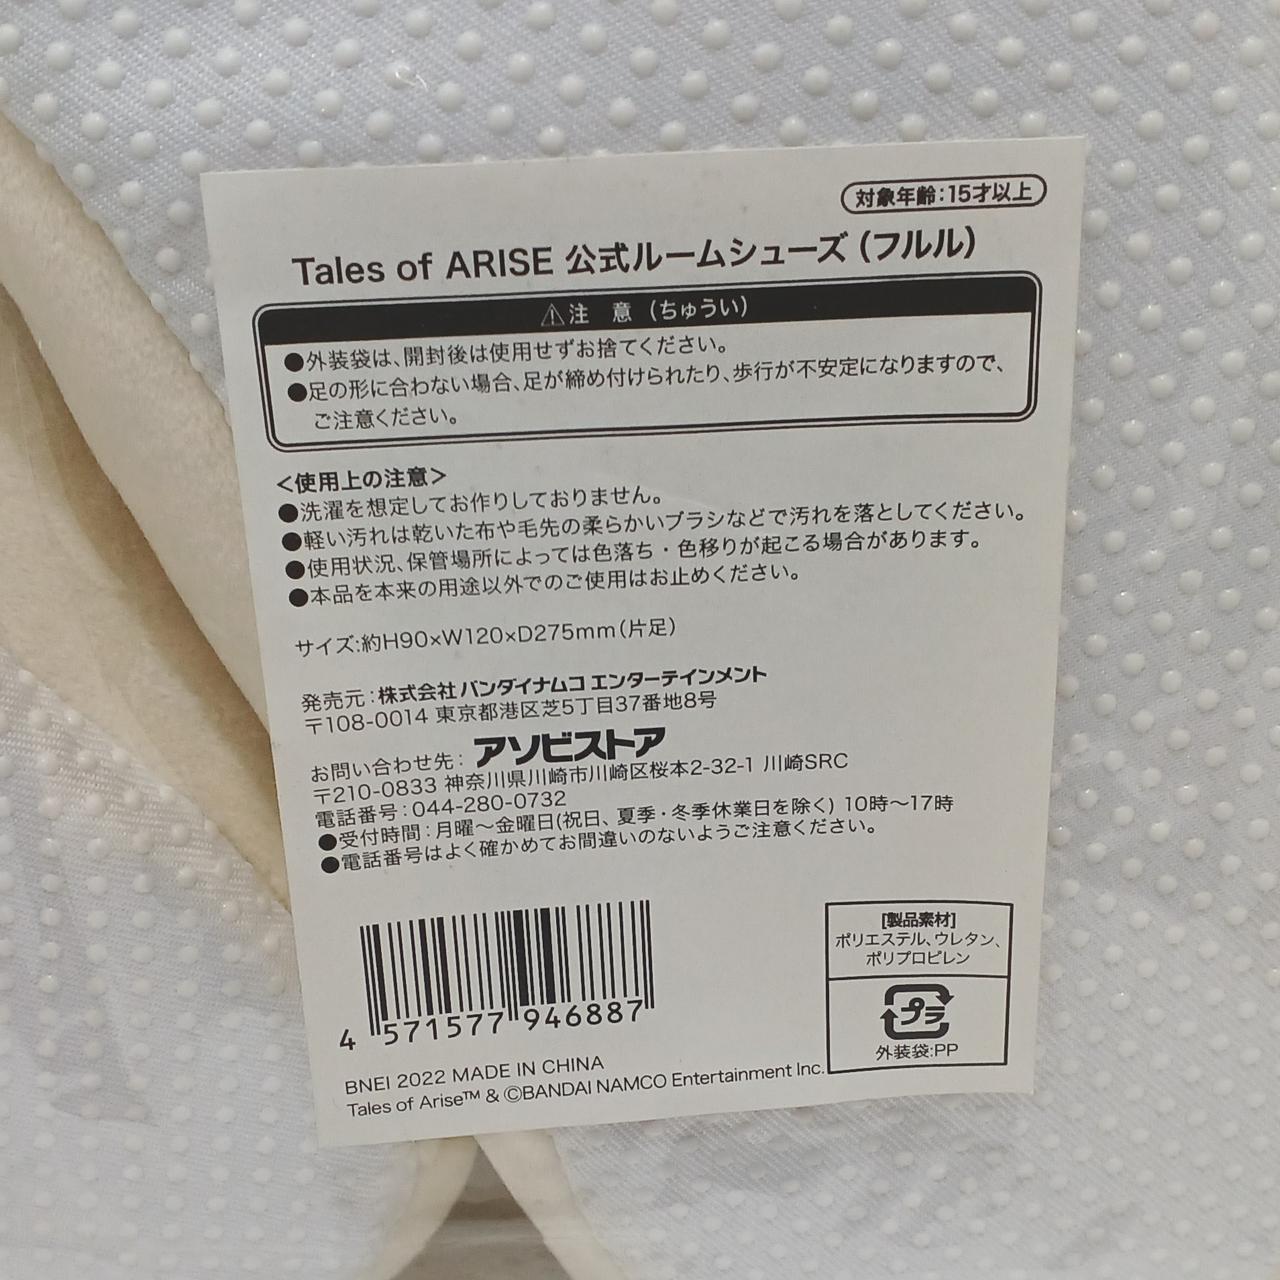 対象年齢:15才以上
Tales of ARISE 公式ルームシューズ(フルル)
⚠注 意(ちゅうい)
●外装袋は、開封後は使用せずお捨てください。
●足の形に合わない場合、足が締め付けられたり、歩行が不安定になりますので、
ご注意ください。
<使用上の注意>
●洗濯を想定してお作りしておりません。
●軽い汚れは乾いた布や毛先の柔らかいブラシなどで汚れを落としてください。
●使用状況、保管場所によっては色落ち・色移りが起こる場合があります。
●本品を本来の用途以外でのご使用はお止めください。
サイズ:約H90×W120×D275mm(片足)
発売元:株式会社バンダイナムコエンターテインメント
〒108-0014 東京都港区芝5丁目37番地8号
お問い合わせ先: アソビストア
〒210-0833 神奈川県川崎市川崎区桜本2-32-1 川崎SRC
電話番号:044-280-0732
●受付時間:月曜～金曜日(祝日、夏季・冬季休業日を除く) 10時～17時
●電話番号はよく確かめてお間違いのないようご注意ください。
4 571577 946887
[製品素材]
ポリエステル、ウレタン、
ポリプロピレン
プラ
外装袋:PP
BNEI 2022 MADE IN CHINA
Tales of Arise™ & ©BANDAI NAMCO Entertainment Inc.